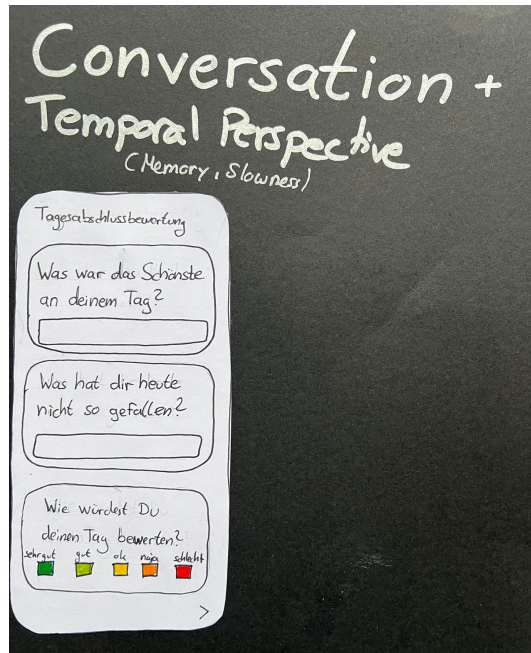 Conversation +
Temporal Perspective
(Memory, Slowness)
Tagesabschlussbewertung
Was war das Schönste
an deinem Tag?
Was hat dir heute
nicht so gefallen?
Wie würdest Du
deinen Tag bewerten?
sehr gut gut ok naja schlecht
>